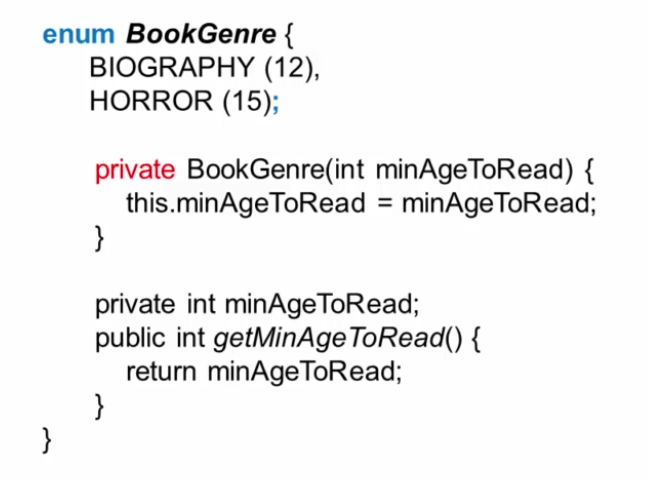 enum BookGenre {
BIOGRAPHY (12),
HORROR (15);
private BookGenre(int minAgeToRead) {
this.minAgeToRead = minAgeToRead;
}
private int minAgeToRead;
public int getMinAgeToRead() {
return minAgeToRead;
}
}